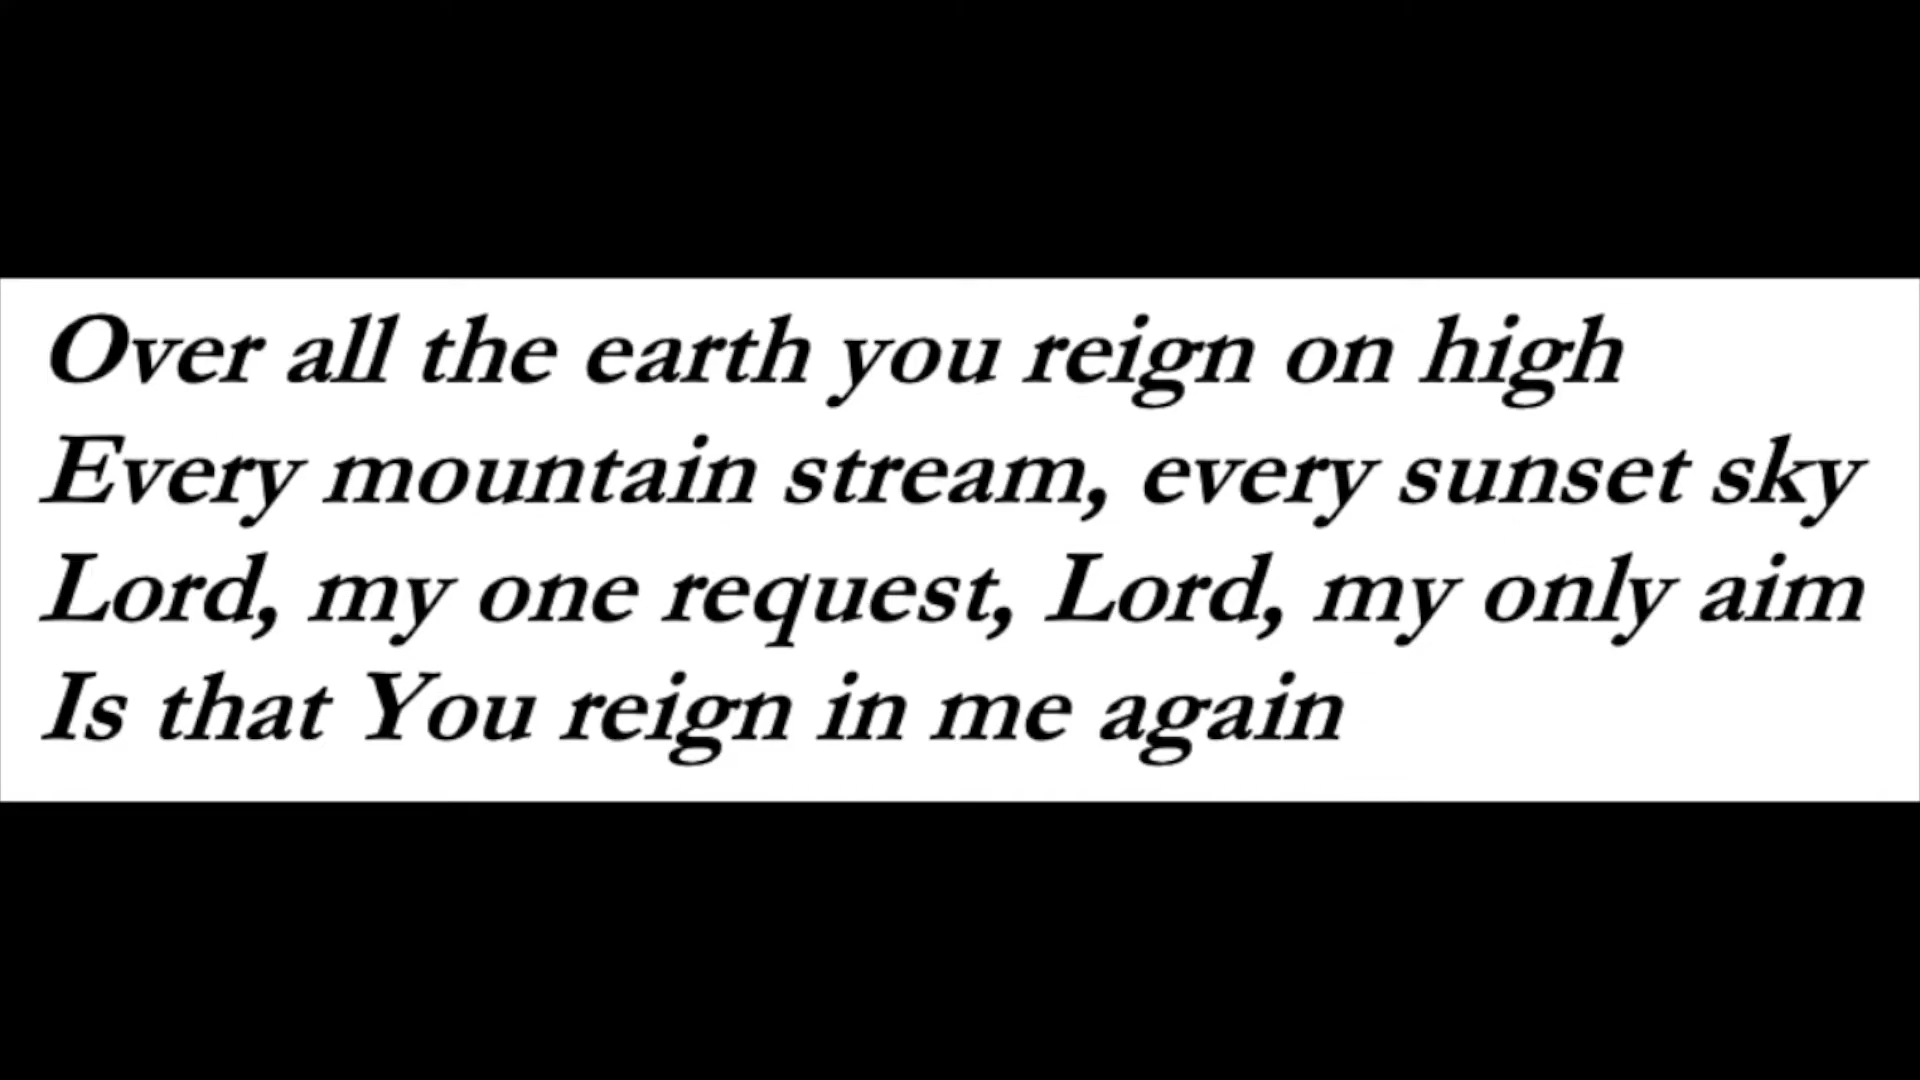 Over all the earth you reign on high
Every mountain stream, every sunset sky
Lord, my one request, Lord, my only aim
Is that You reign in me again